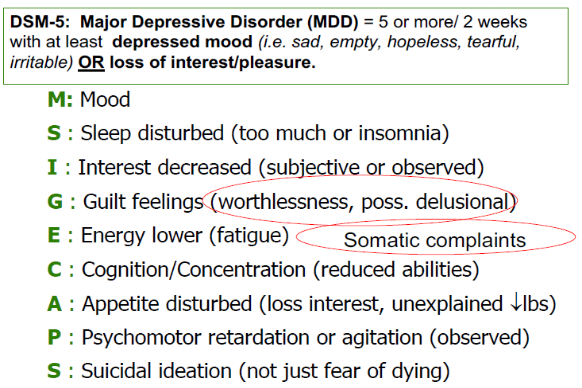 DSM-5: Major Depressive Disorder (MDD) = 5 or more/ 2 weeks
with at least depressed mood (i.e. sad, empty, hopeless, tearful,
irritable) OR loss of interest/pleasure.
M: Mood
S : Sleep disturbed (too much or insomnia)
I : Interest decreased (subjective or observed)
G : Guilt feelings (worthlessness, poss. delusional)
E : Energy lower (fatigue) Somatic complaints
C : Cognition/Concentration (reduced abilities)
A : Appetite disturbed (loss interest, unexplained ↓lbs)
P : Psychomotor retardation or agitation (observed)
S : Suicidal ideation (not just fear of dying)